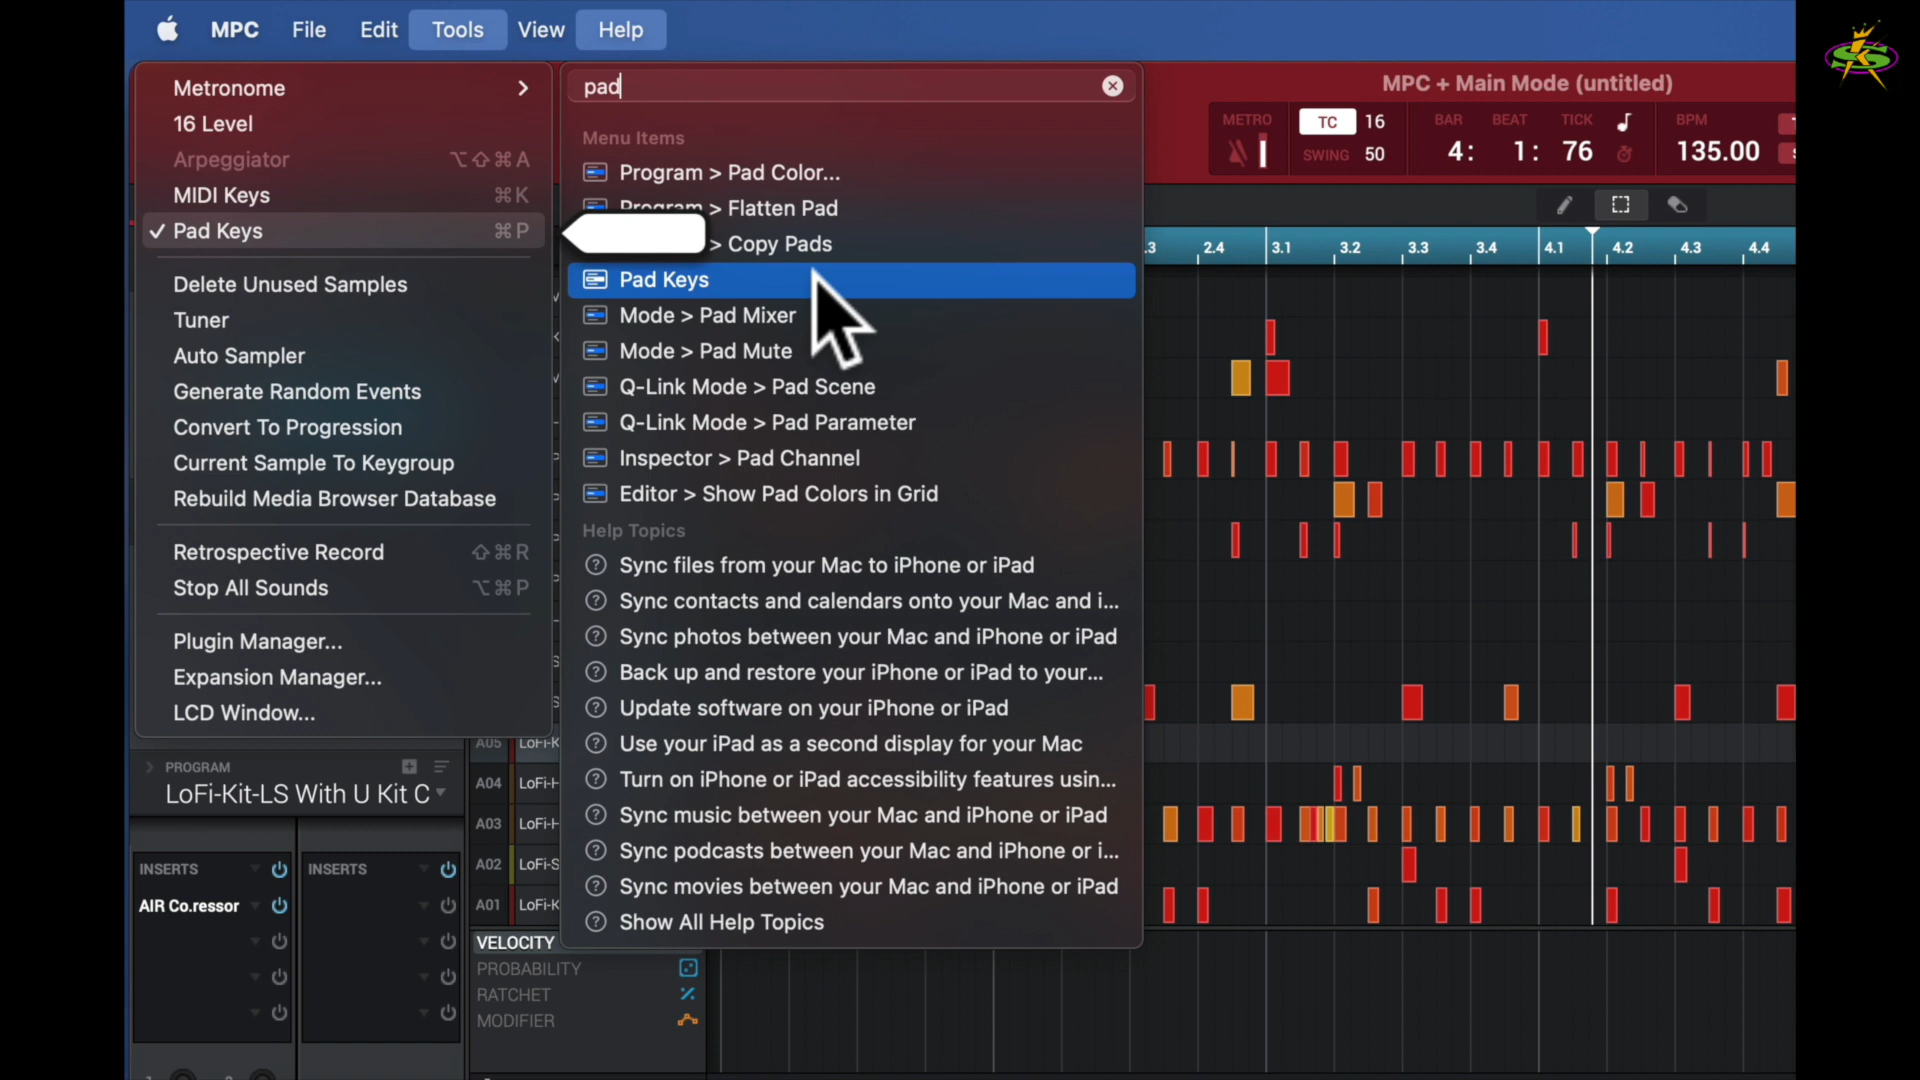 MPC File Edit Tools View Help
Metronome
16 Level
Arpeggiator ⌥⇧⌘A
MIDI Keys ⌘K
✓ Pad Keys ⌘P
Delete Unused Samples
Tuner
Auto Sampler
Generate Random Events
Convert To Progression
Current Sample To Keygroup
Rebuild Media Browser Database
Retrospective Record ⇧⌘R
Stop All Sounds ⌥⌘P
Plugin Manager...
Expansion Manager...
LCD Window...
pad
Menu Items
Program > Pad Color...
Program > Flatten Pad
> Copy Pads
Pad Keys
Mode > Pad Mixer
Mode > Pad Mute
Q-Link Mode > Pad Scene
Q-Link Mode > Pad Parameter
Inspector > Pad Channel
Editor > Show Pad Colors in Grid
Help Topics
Sync files from your Mac to iPhone or iPad
Sync contacts and calendars onto your Mac and i...
Sync photos between your Mac and iPhone or iPad
Back up and restore your iPhone or iPad to your...
Update software on your iPhone or iPad
Use your iPad as a second display for your Mac
Turn on iPhone or iPad accessibility features usin...
Sync music between your Mac and iPhone or iPad
Sync podcasts between your Mac and iPhone or i...
Sync movies between your Mac and iPhone or iPad
Show All Help Topics
MPC + Main Mode (untitled)
METRO TC 16 BAR BEAT TICK BPM
SWING 50 4: 1: 76 135.00
.3 2.4 3.1 3.2 3.3 3.4 4.1 4.2 4.3 4.4
PROGRAM
LoFi-Kit-LS With U Kit C
INSERTS INSERTS
AIR Co.ressor
A05 LoFi-K
A04 LoFi-H
A03 LoFi-H
A02 LoFi-S
A01 LoFi-K
VELOCITY
PROBABILITY
RATCHET
MODIFIER